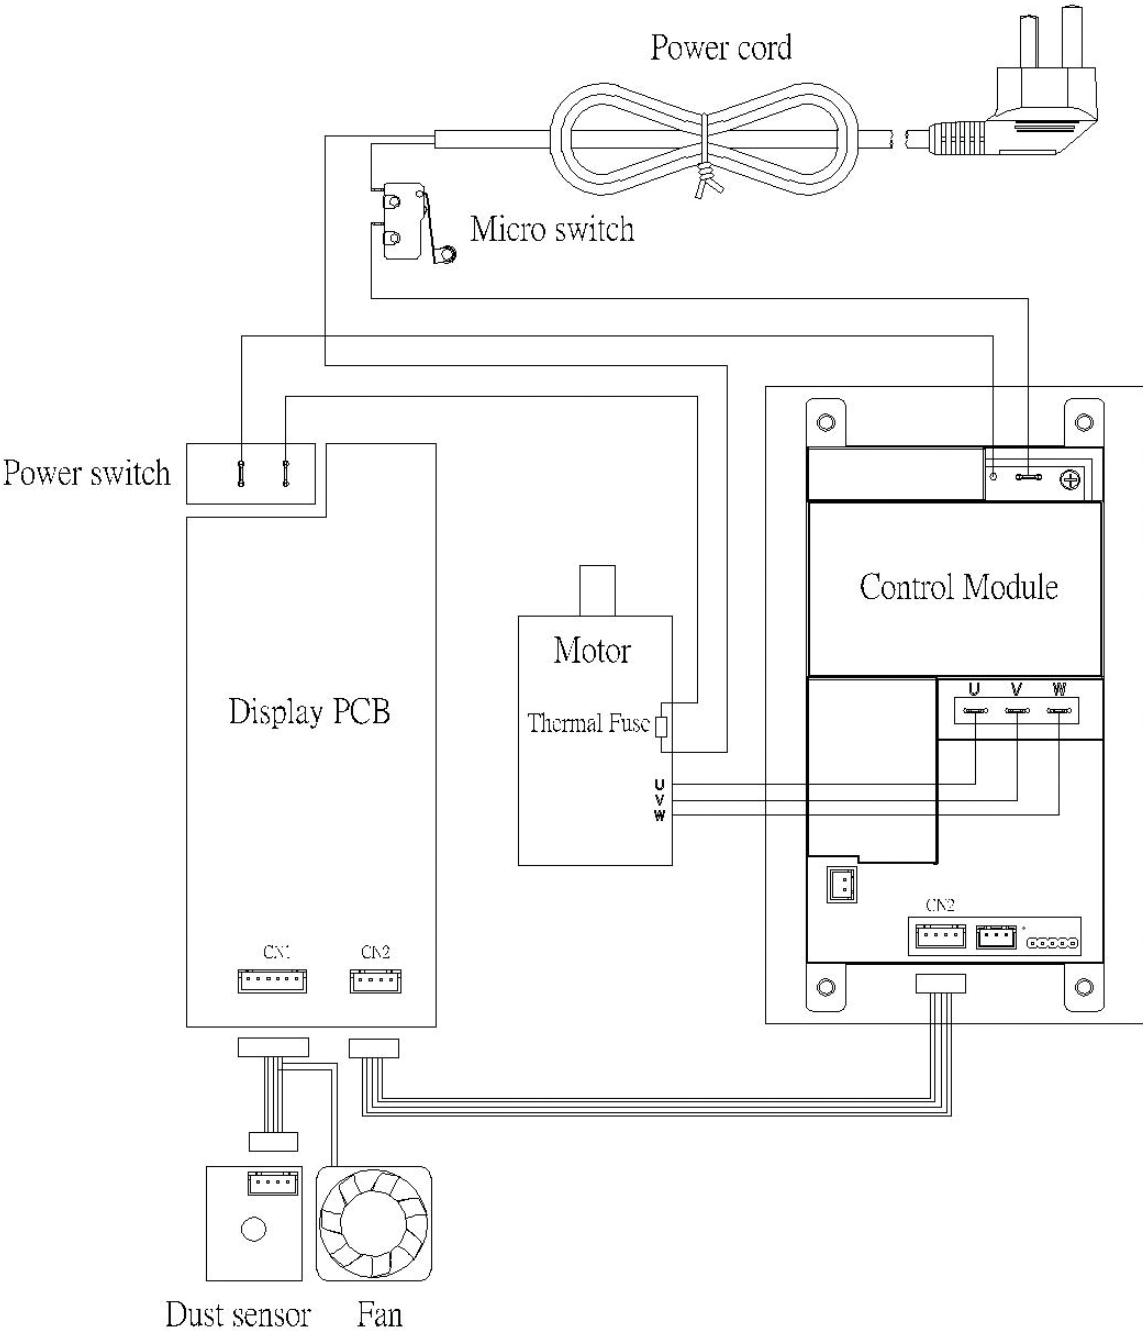 Power cord
Micro switch
Power switch
Control Module
Motor
U V W
Display PCB
Thermal Fuse
U
V
W
CN2
CN1
CN2
Dust sensor
Fan